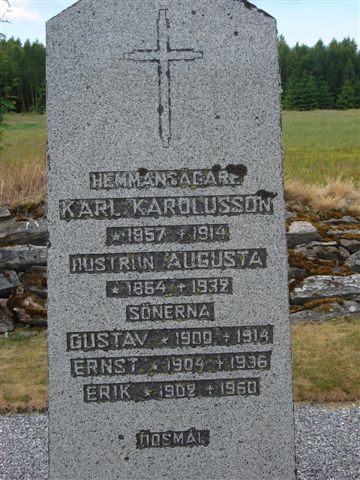 HEMMANSÄGARE
KARL KAROLUSSON
* 1857 + 1914
HUSTRUN AUGUSTA
* 1864 + 1932
SÖNERNA
GUSTAV * 1900 + 1914
ERNST * 1904 + 1936
ERIK * 1902 + 1960
HOSMÅL